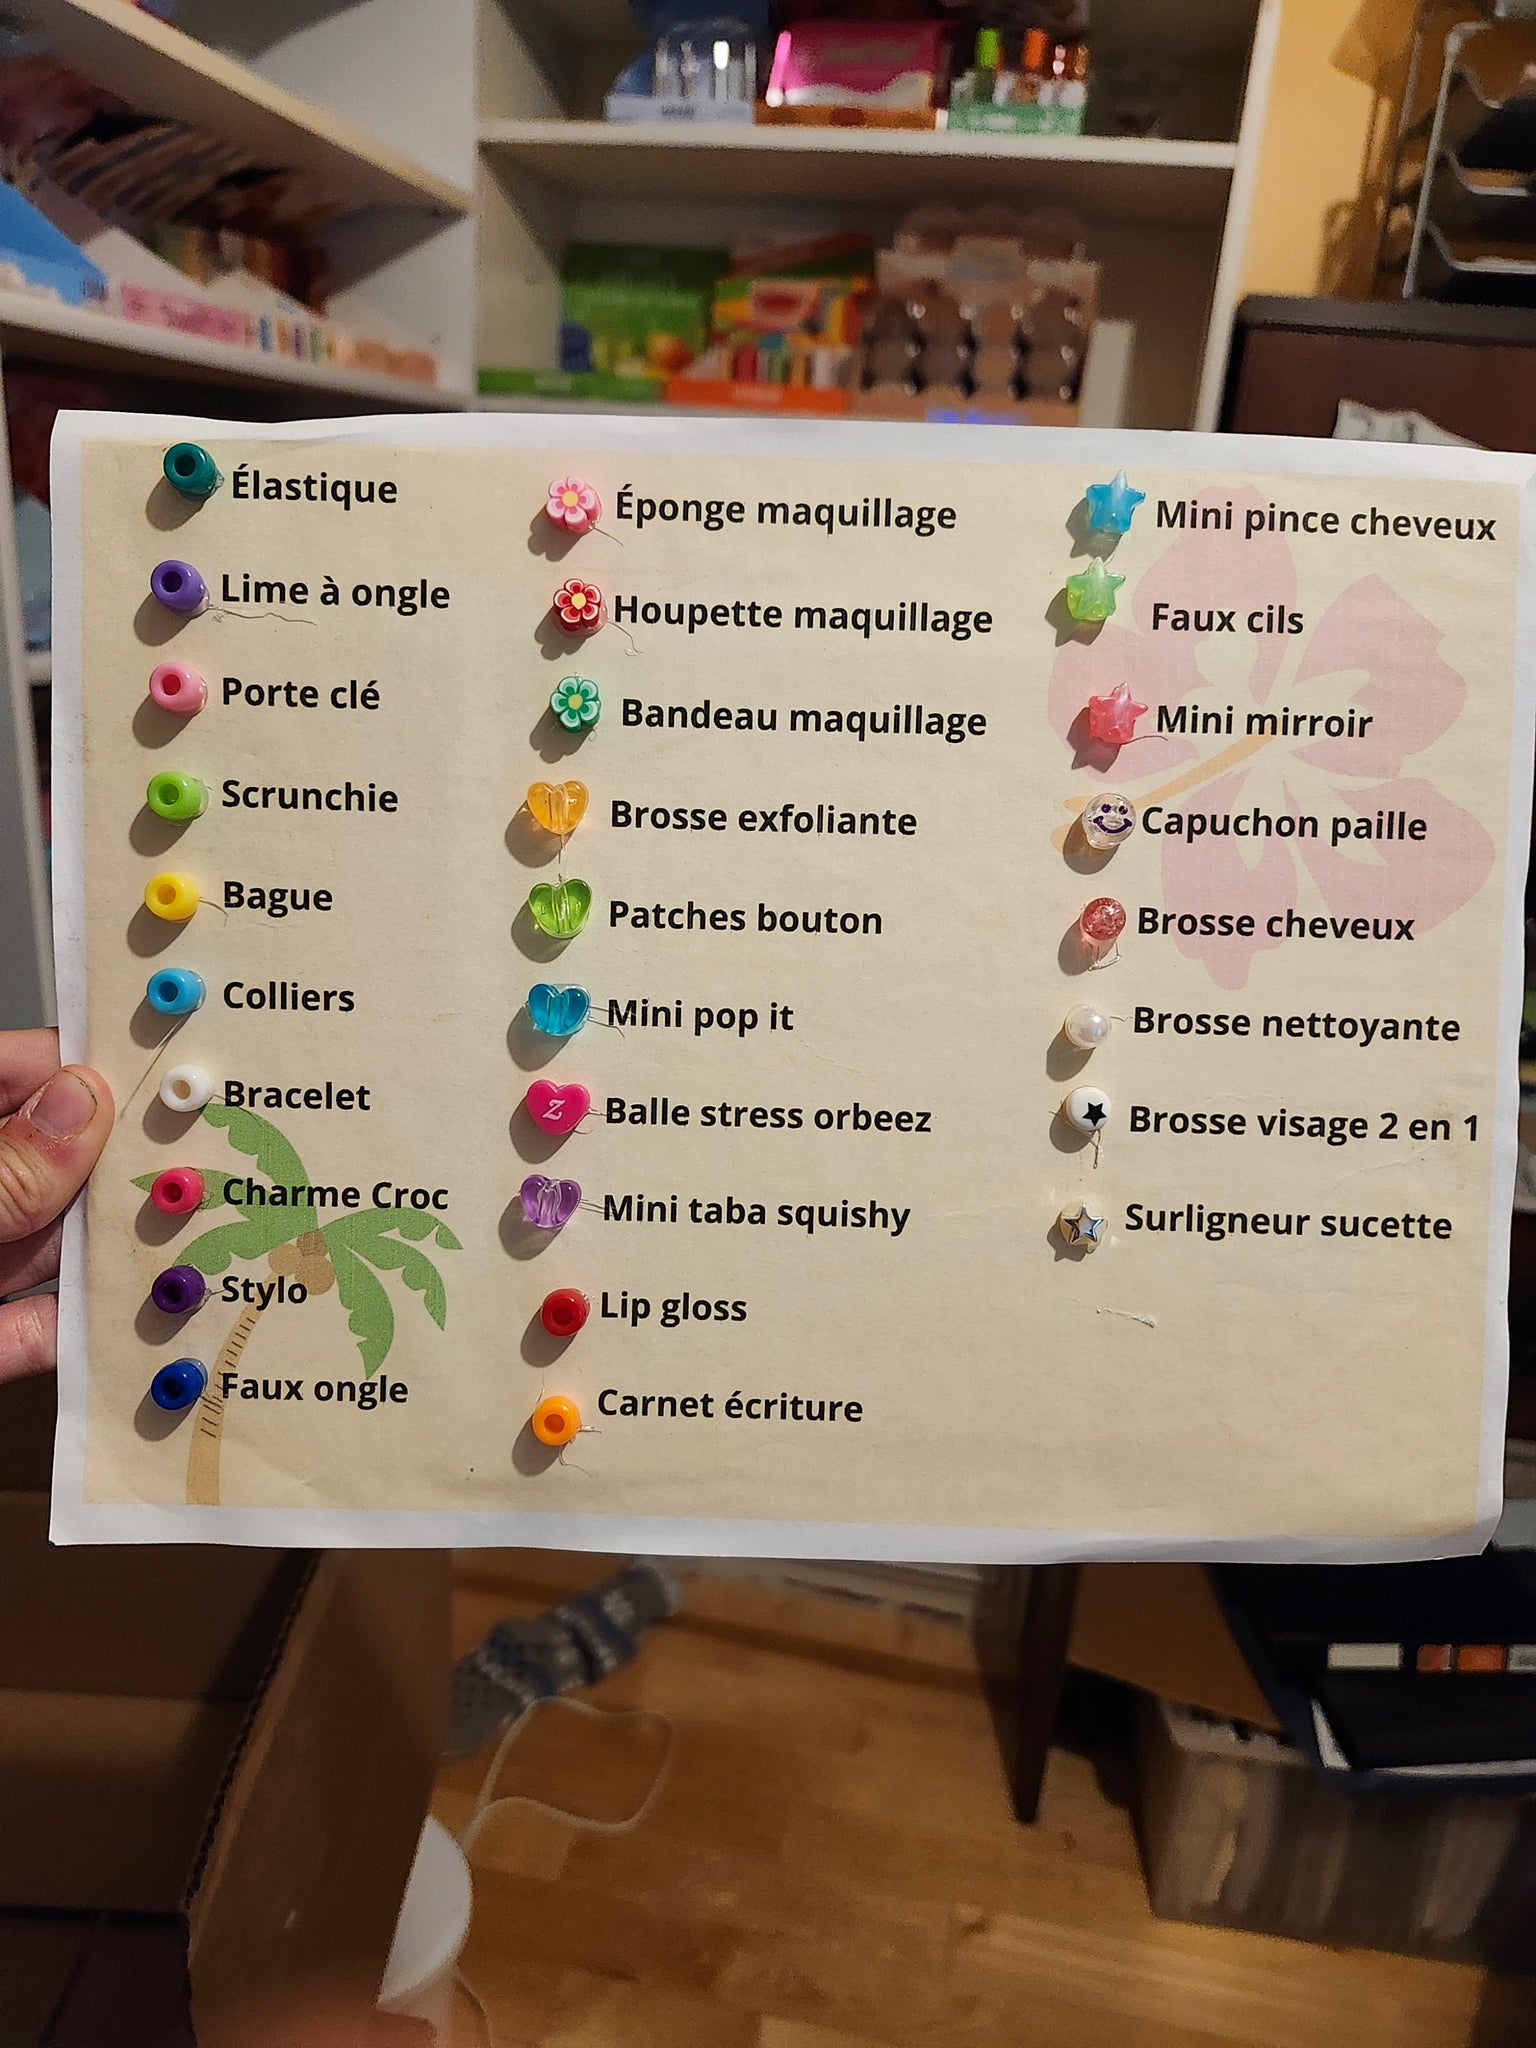 Élastique
Lime à ongle
Porte clé
Scrunchie
Bague
Colliers
Bracelet
Charme Croc
Stylo
Faux ongle
Éponge maquillage
Houpette maquillage
Bandeau maquillage
Brosse exfoliante
Patches bouton
Mini pop it
Z
Balle stress orbeez
Mini taba squishy
Lip gloss
Carnet écriture
Mini pince cheveux
Faux cils
Mini mirroir
Capuchon paille
Brosse cheveux
Brosse nettoyante
Brosse visage 2 en 1
Surligneur sucette